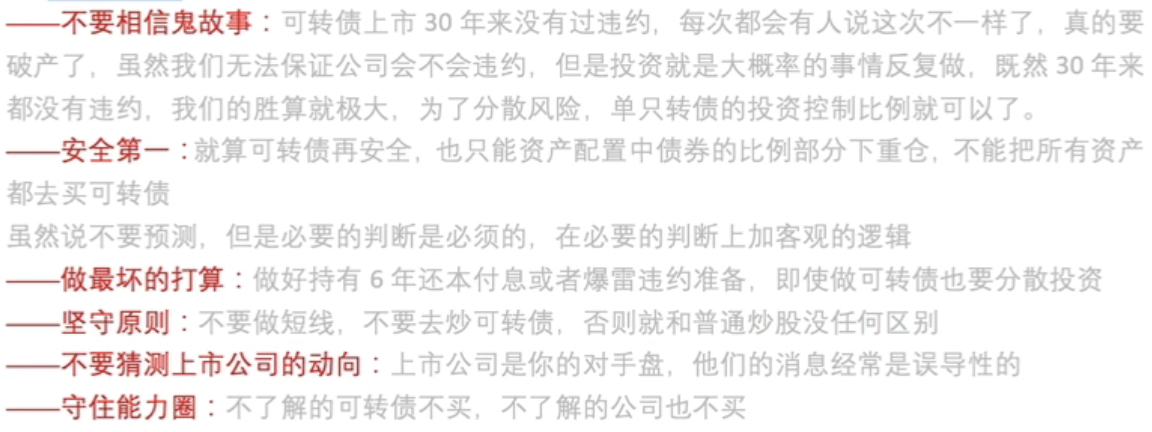 ——不要相信鬼故事：可转债上市 30 年来没有过违约，每次都会有人说这次不一样了，真的要
破产了，虽然我们无法保证公司会不会违约，但是投资就是大概率的事情反复做，既然 30 年来
都没有违约，我们的胜算就极大，为了分散风险，单只转债的投资控制比例就可以了。
——安全第一：就算可转债再安全，也只能资产配置中债券的比例部分下重仓，不能把所有资产
都去买可转债
虽然说不要预测，但是必要的判断是必须的，在必要的判断上加客观的逻辑
——做最坏的打算：做好持有 6 年还本付息或者爆雷违约准备，即使做可转债也要分散投资
——坚守原则：不要做短线，不要去炒可转债，否则就和普通炒股没任何区别
——不要猜测上市公司的动向：上市公司是你的对手盘，他们的消息经常是误导性的
——守住能力圈：不了解的可转债不买，不了解的公司也不买